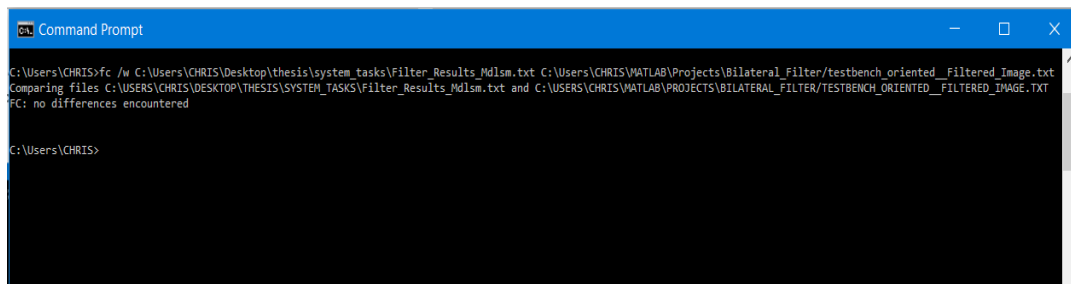 Command Prompt
C:\Users\CHRIS>fc /w C:\Users\CHRIS\Desktop\thesis\system_tasks\Filter_Results_Mdlsm.txt C:\Users\CHRIS\MATLAB\Projects\Bilateral_Filter/testbench_oriented__Filtered_Image.txt
Comparing files C:\USERS\CHRIS\DESKTOP\THESIS\SYSTEM_TASKS\Filter_Results_Mdlsm.txt and C:\USERS\CHRIS\MATLAB\PROJECTS\BILATERAL_FILTER/TESTBENCH_ORIENTED__FILTERED_IMAGE.TXT
FC: no differences encountered
C:\Users\CHRIS>